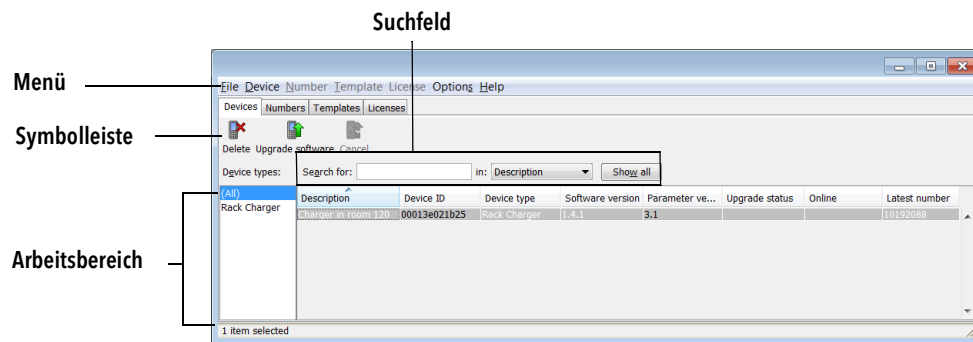 Suchfeld
Menü
File Device Number Template License Options Help
Devices Numbers Templates Licenses
Symbolleiste
Delete Upgrade software Cancel
Device types: Search for: in: Description Show all
(All)
Rack Charger
Description Device ID Device type Software version Parameter ve... Upgrade status Online Latest number
Charger in room 120 00013e021b25 Rack Charger 1.4.1 3.1 10192088
Arbeitsbereich
1 item selected